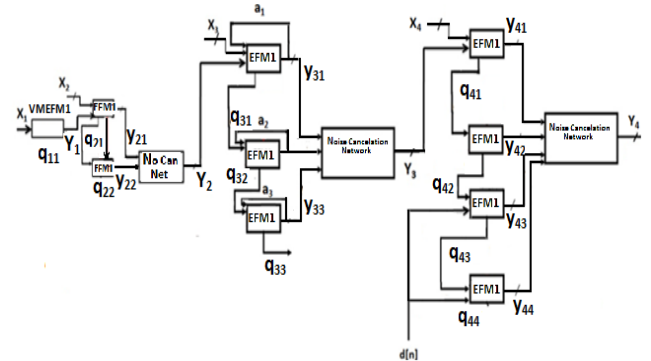 X1
VMEFM1
q11
Y1
X2
EFM1
q21
EFM1
q22
y21
y22
No Can
Net
Y2
X3
a1
EFM1
y31
q31
a2
EFM1
q32
a3
EFM1
y33
q33
Noise Cancelation
Network
Y3
X4
EFM1
y41
q41
EFM1
y42
q42
EFM1
y43
q43
EFM1
y44
q44
d[n]
Noise Cancelation
Network
Y4